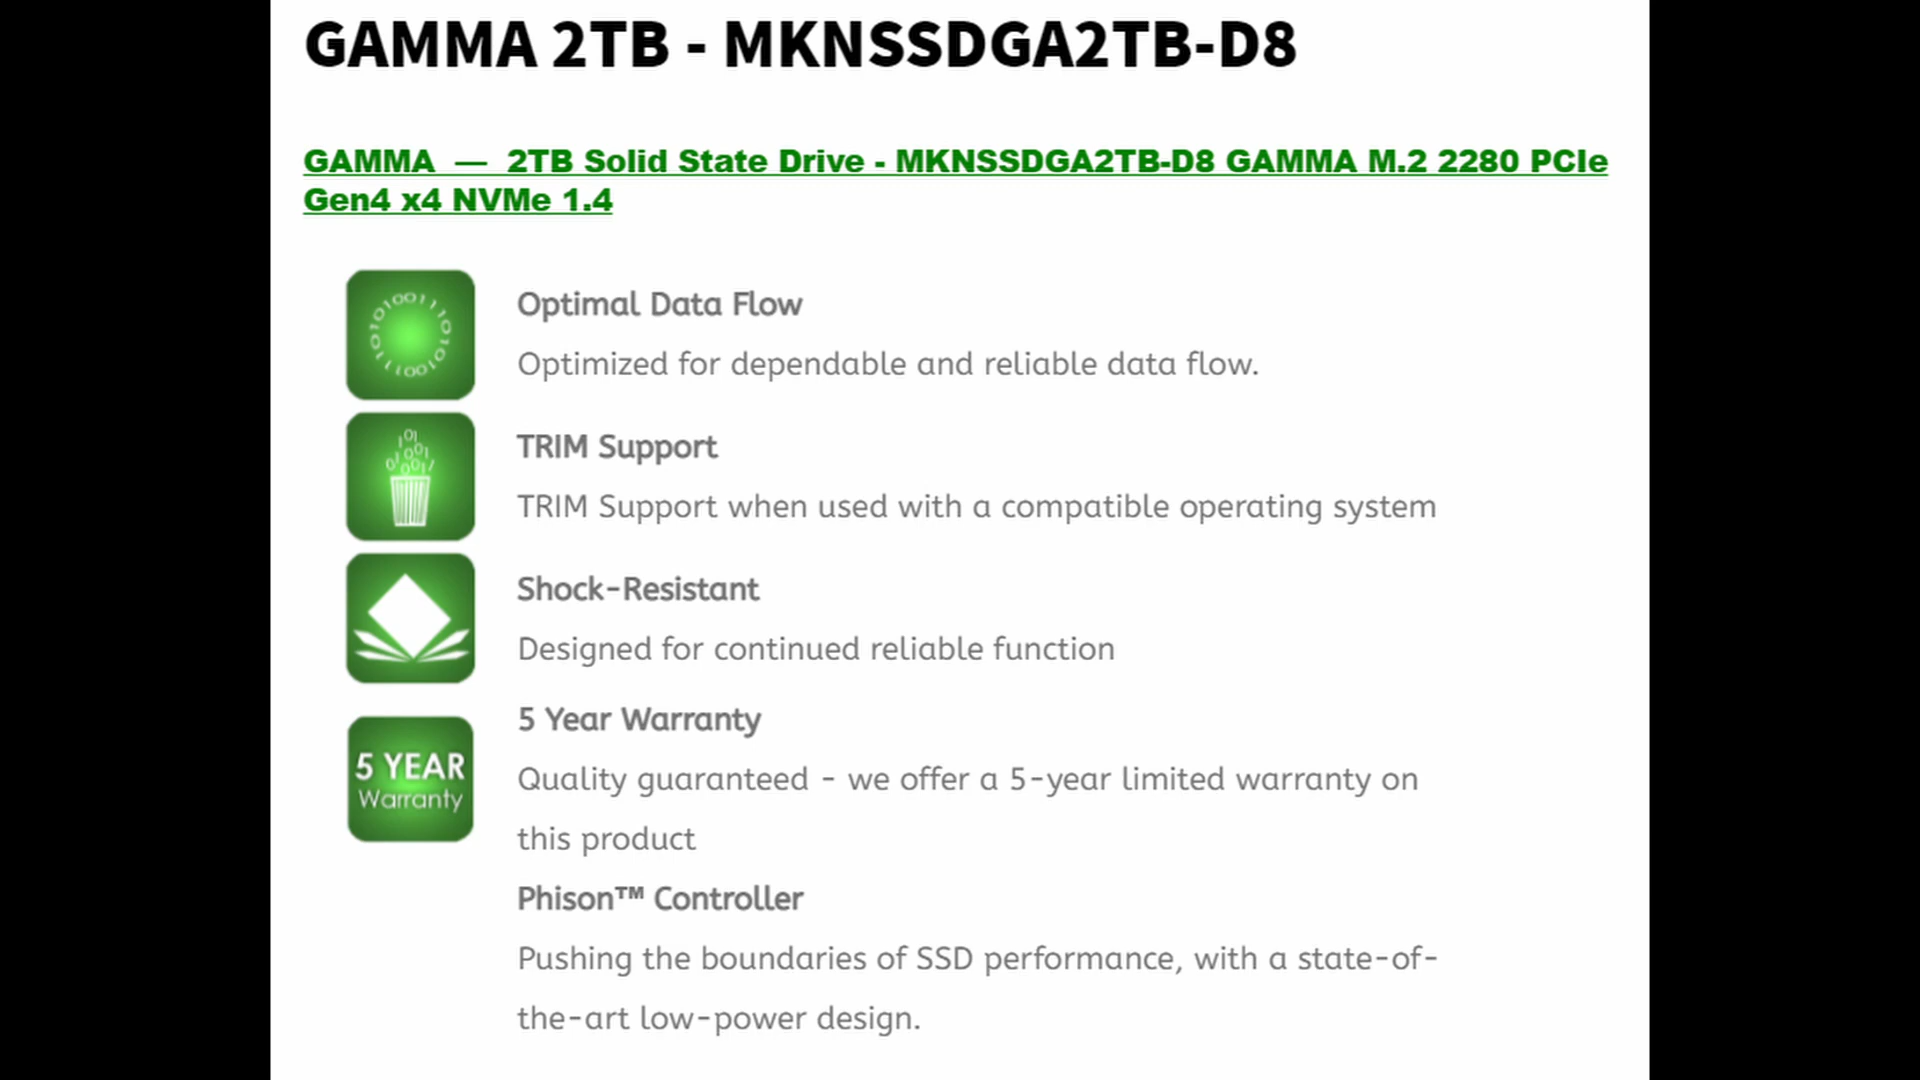 GAMMA 2TB - MKNSSDGA2TB-D8
GAMMA — 2TB Solid State Drive - MKNSSDGA2TB-D8 GAMMA M.2 2280 PCIe
Gen4 x4 NVMe 1.4
Optimal Data Flow
Optimized for dependable and reliable data flow.
TRIM Support
TRIM Support when used with a compatible operating system
Shock-Resistant
Designed for continued reliable function
5 YEAR
Warranty
5 Year Warranty
Quality guaranteed - we offer a 5-year limited warranty on
this product
Phison™ Controller
Pushing the boundaries of SSD performance, with a state-of-
the-art low-power design.